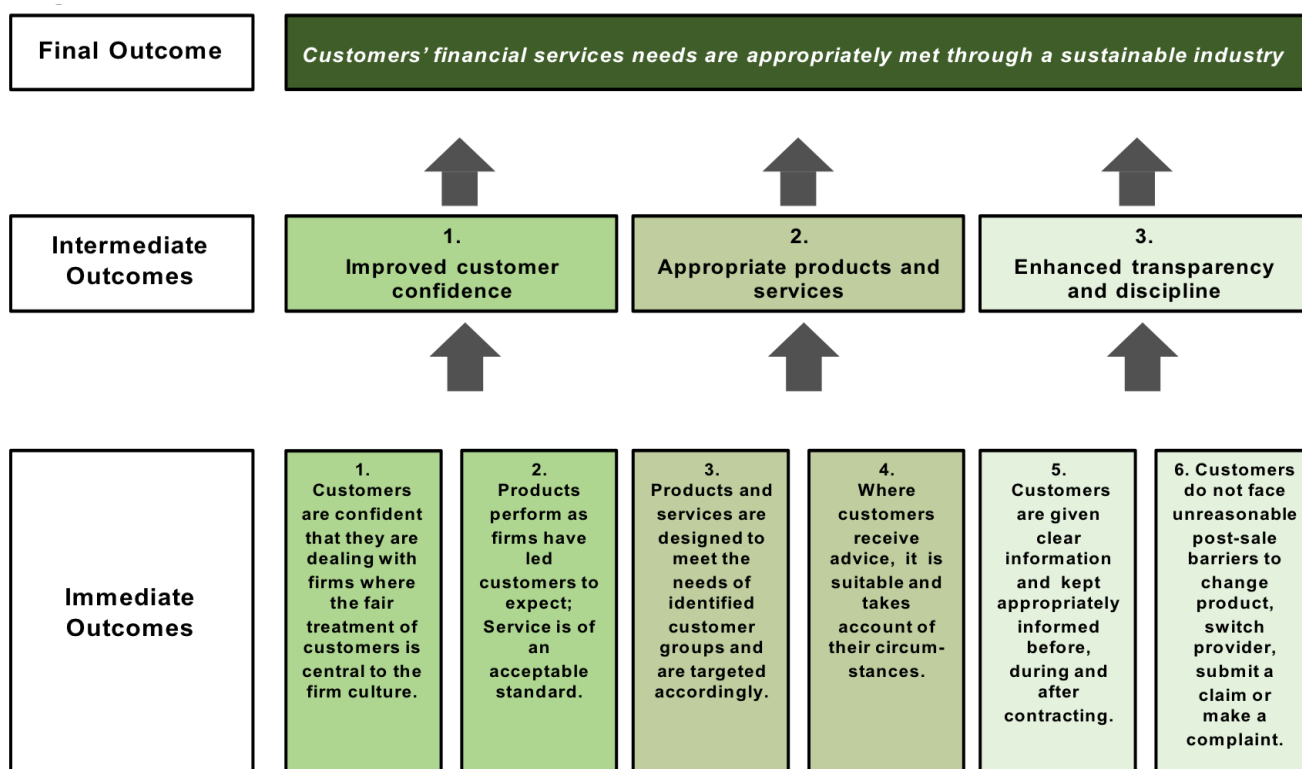 Final Outcome
Customers’ financial services needs are appropriately met through a sustainable industry
Intermediate
Outcomes
1.
Improved customer
confidence
2.
Appropriate products and
services
3.
Enhanced transparency
and discipline
Immediate
Outcomes
1.
Customers
are confident
that they are
dealing with
firms where
the fair
treatment of
customers is
central to the
firm culture.
2.
Products
perform as
firms have
led
customers to
expect;
Service is of
an
acceptable
standard.
3.
Products and
services are
designed to
meet the
needs of
identified
customer
groups and
are targeted
accordingly.
4.
Where
customers
receive
advice, it is
suitable and
takes
account of
their circum-
stances.
5.
Customers
are given
clear
information
and kept
appropriately
informed
before,
during and
after
contracting.
6. Customers
do not face
unreasonable
post-sale
barriers to
change
product,
switch
provider,
submit a
claim or
make a
complaint.